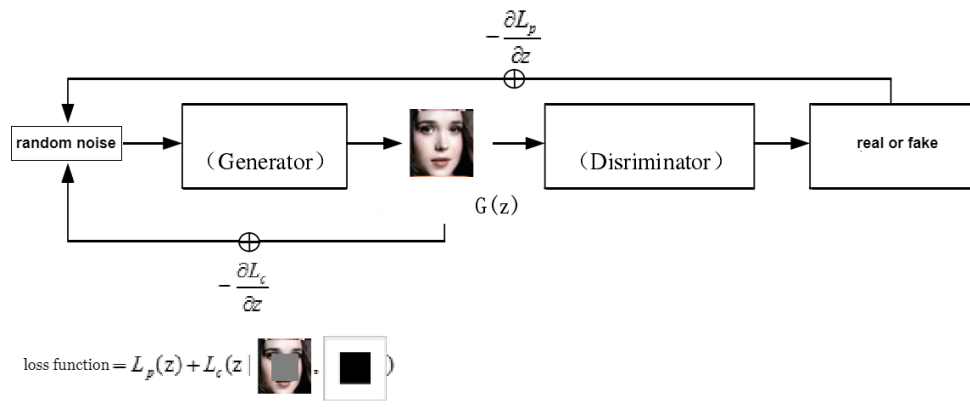 − ∂L_p / ∂z
random noise
（Generator）
（Disriminator）
real or fake
G(z)
− ∂L_c / ∂z
loss function = L_p(z) + L_c(z | , )